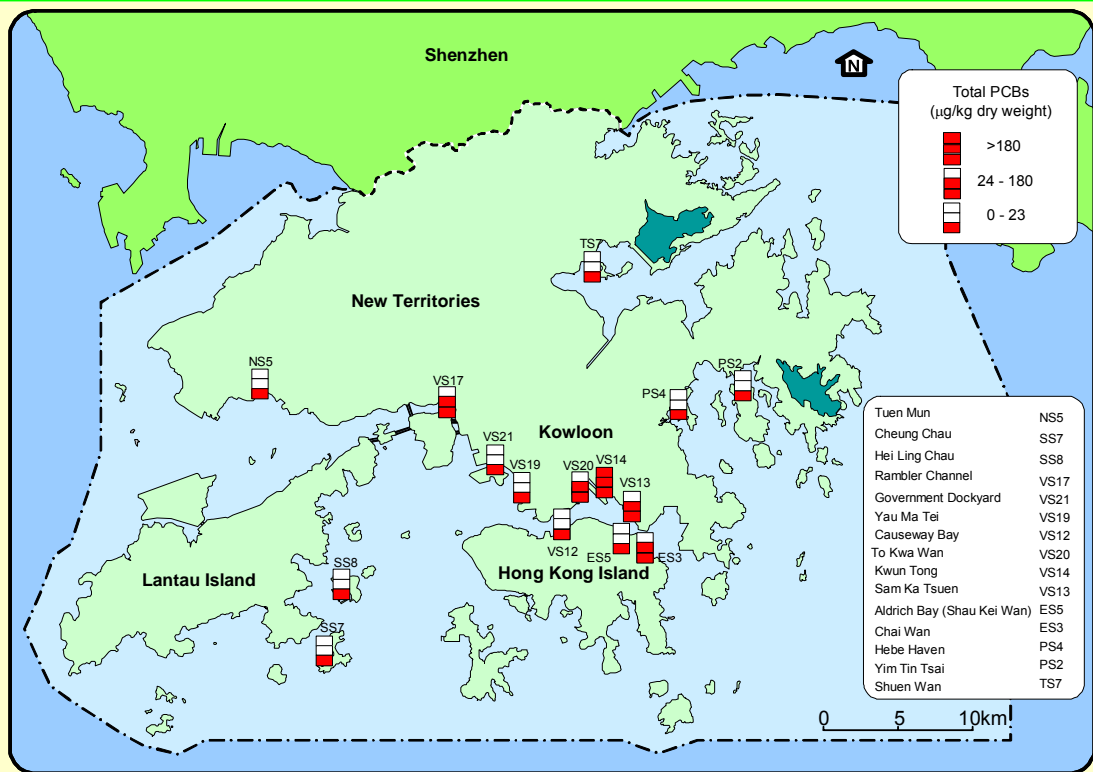 Shenzhen
N
Total PCBs
(µg/kg dry weight)
>180
24 - 180
0 - 23
TS7
New Territories
NS5
VS17
PS2
PS4
Kowloon
VS21
VS19
VS20
VS14
VS13
VS12
ES5
ES3
Hong Kong Island
Lantau Island
SS8
SS7
Tuen Mun NS5
Cheung Chau SS7
Hei Ling Chau SS8
Rambler Channel VS17
Government Dockyard VS21
Yau Ma Tei VS19
Causeway Bay VS12
To Kwa Wan VS20
Kwun Tong VS14
Sam Ka Tsuen VS13
Aldrich Bay (Shau Kei Wan) ES5
Chai Wan ES3
Hebe Haven PS4
Yim Tin Tsai PS2
Shuen Wan TS7
0 5 10km